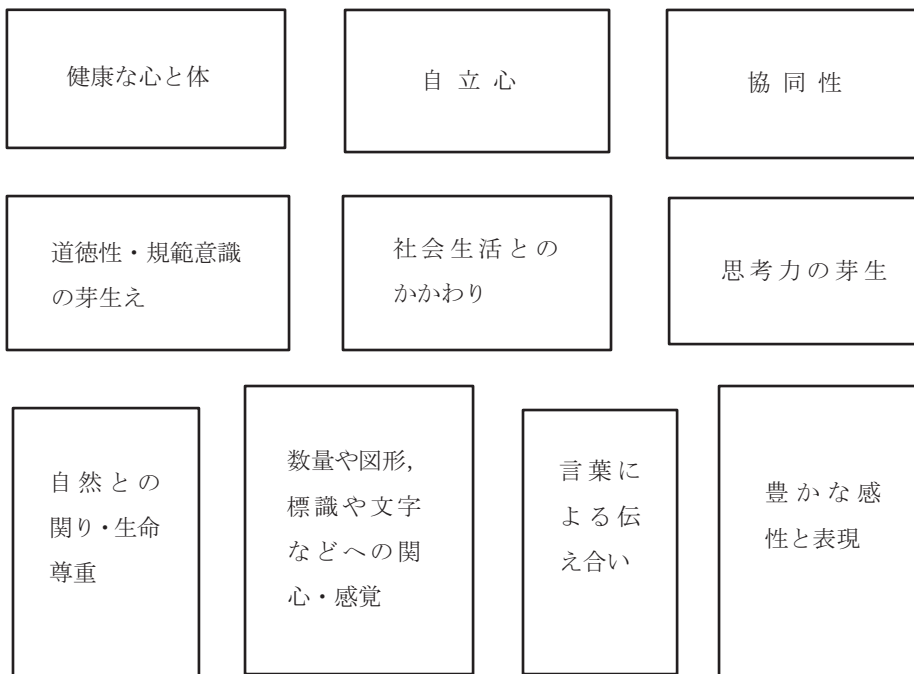 健康な心と体
自立心
協同性
道徳性・規範意識
の芽生え
社会生活との
かかわり
思考力の芽生
自然との
関り・生命
尊重
数量や図形,
標識や文字
などへの関
心・感覚
言葉に
よる伝
え合い
豊かな感
性と表現